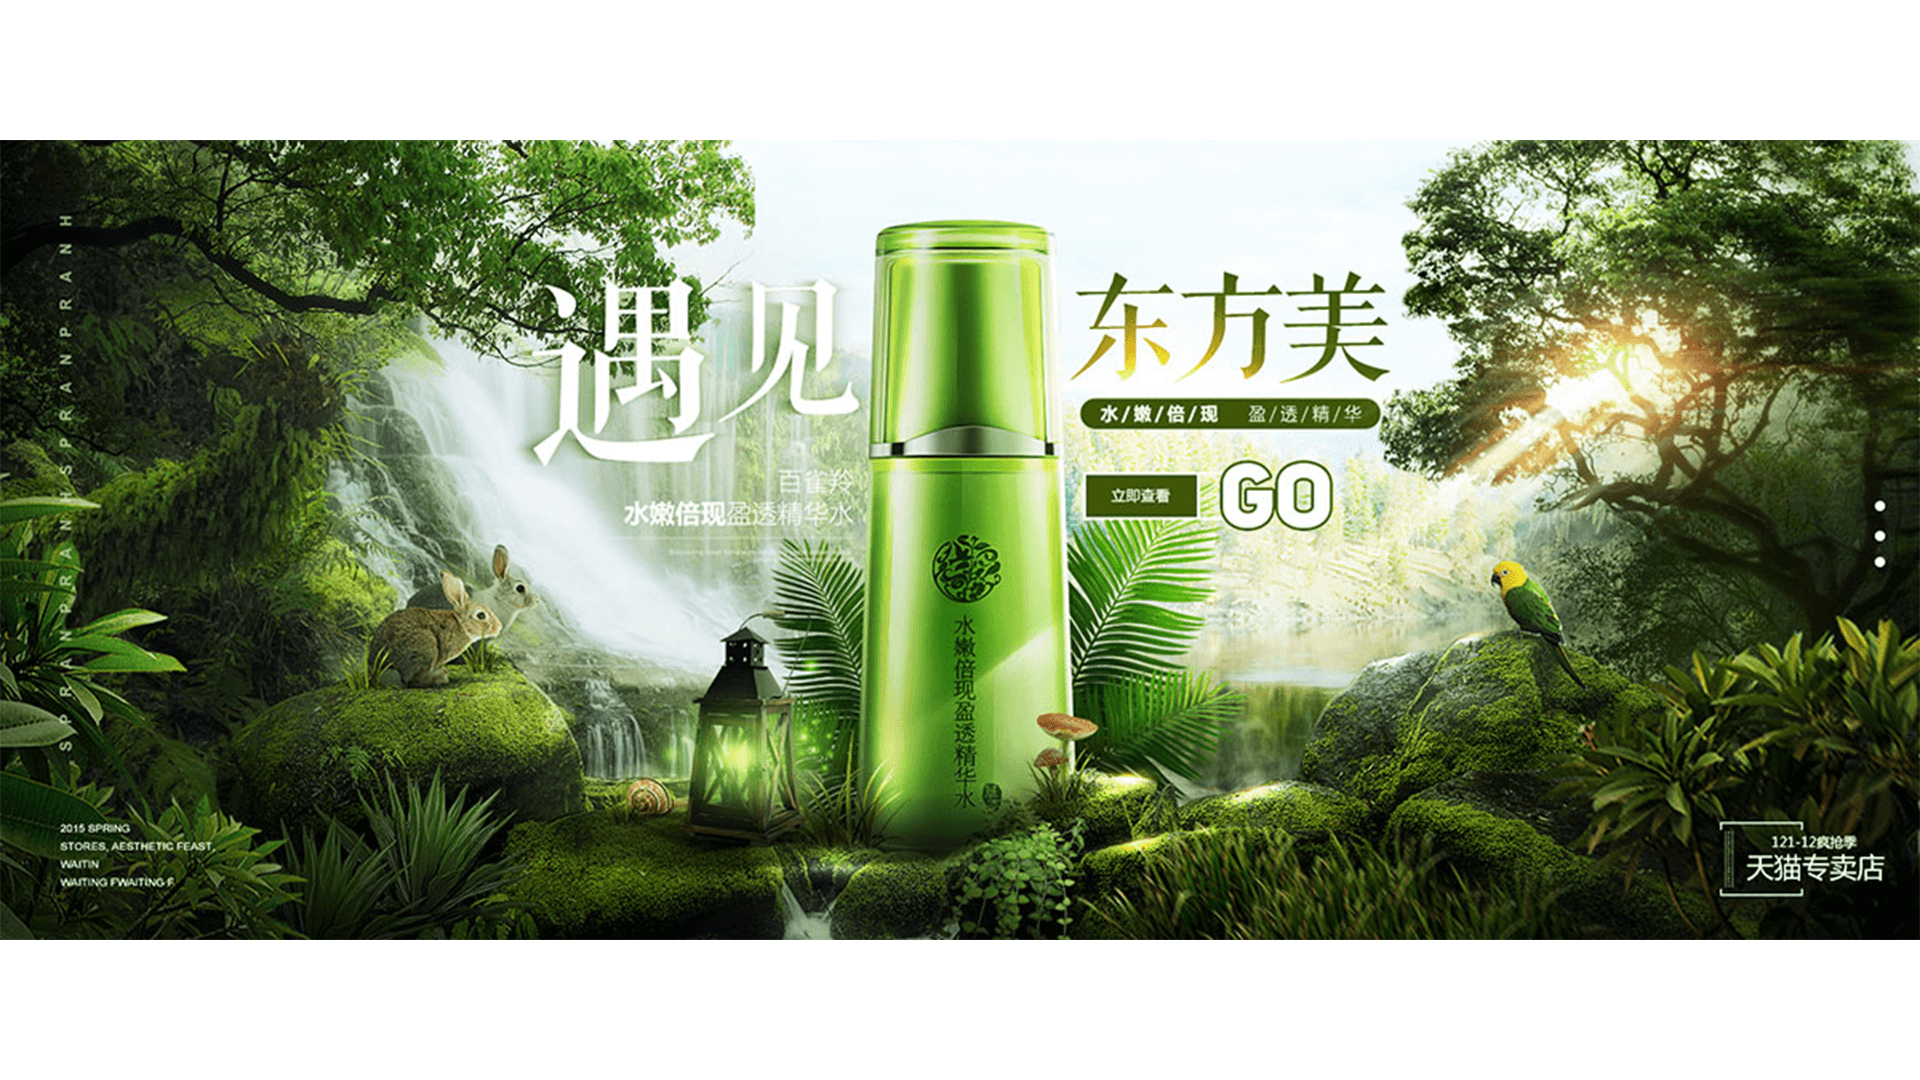 SPRANPRANHSPRANPRANH
遇见
东方美
水/嫩/倍/现 盈/透/精/华
百雀羚
水嫩倍现盈透精华水
立即查看
GO
水嫩倍现盈透精华水
2015 SPRING
STORES, AESTHETIC FEAST,
WAITIN
WAITING FWAITING F
121-12疯抢季
天猫专卖店